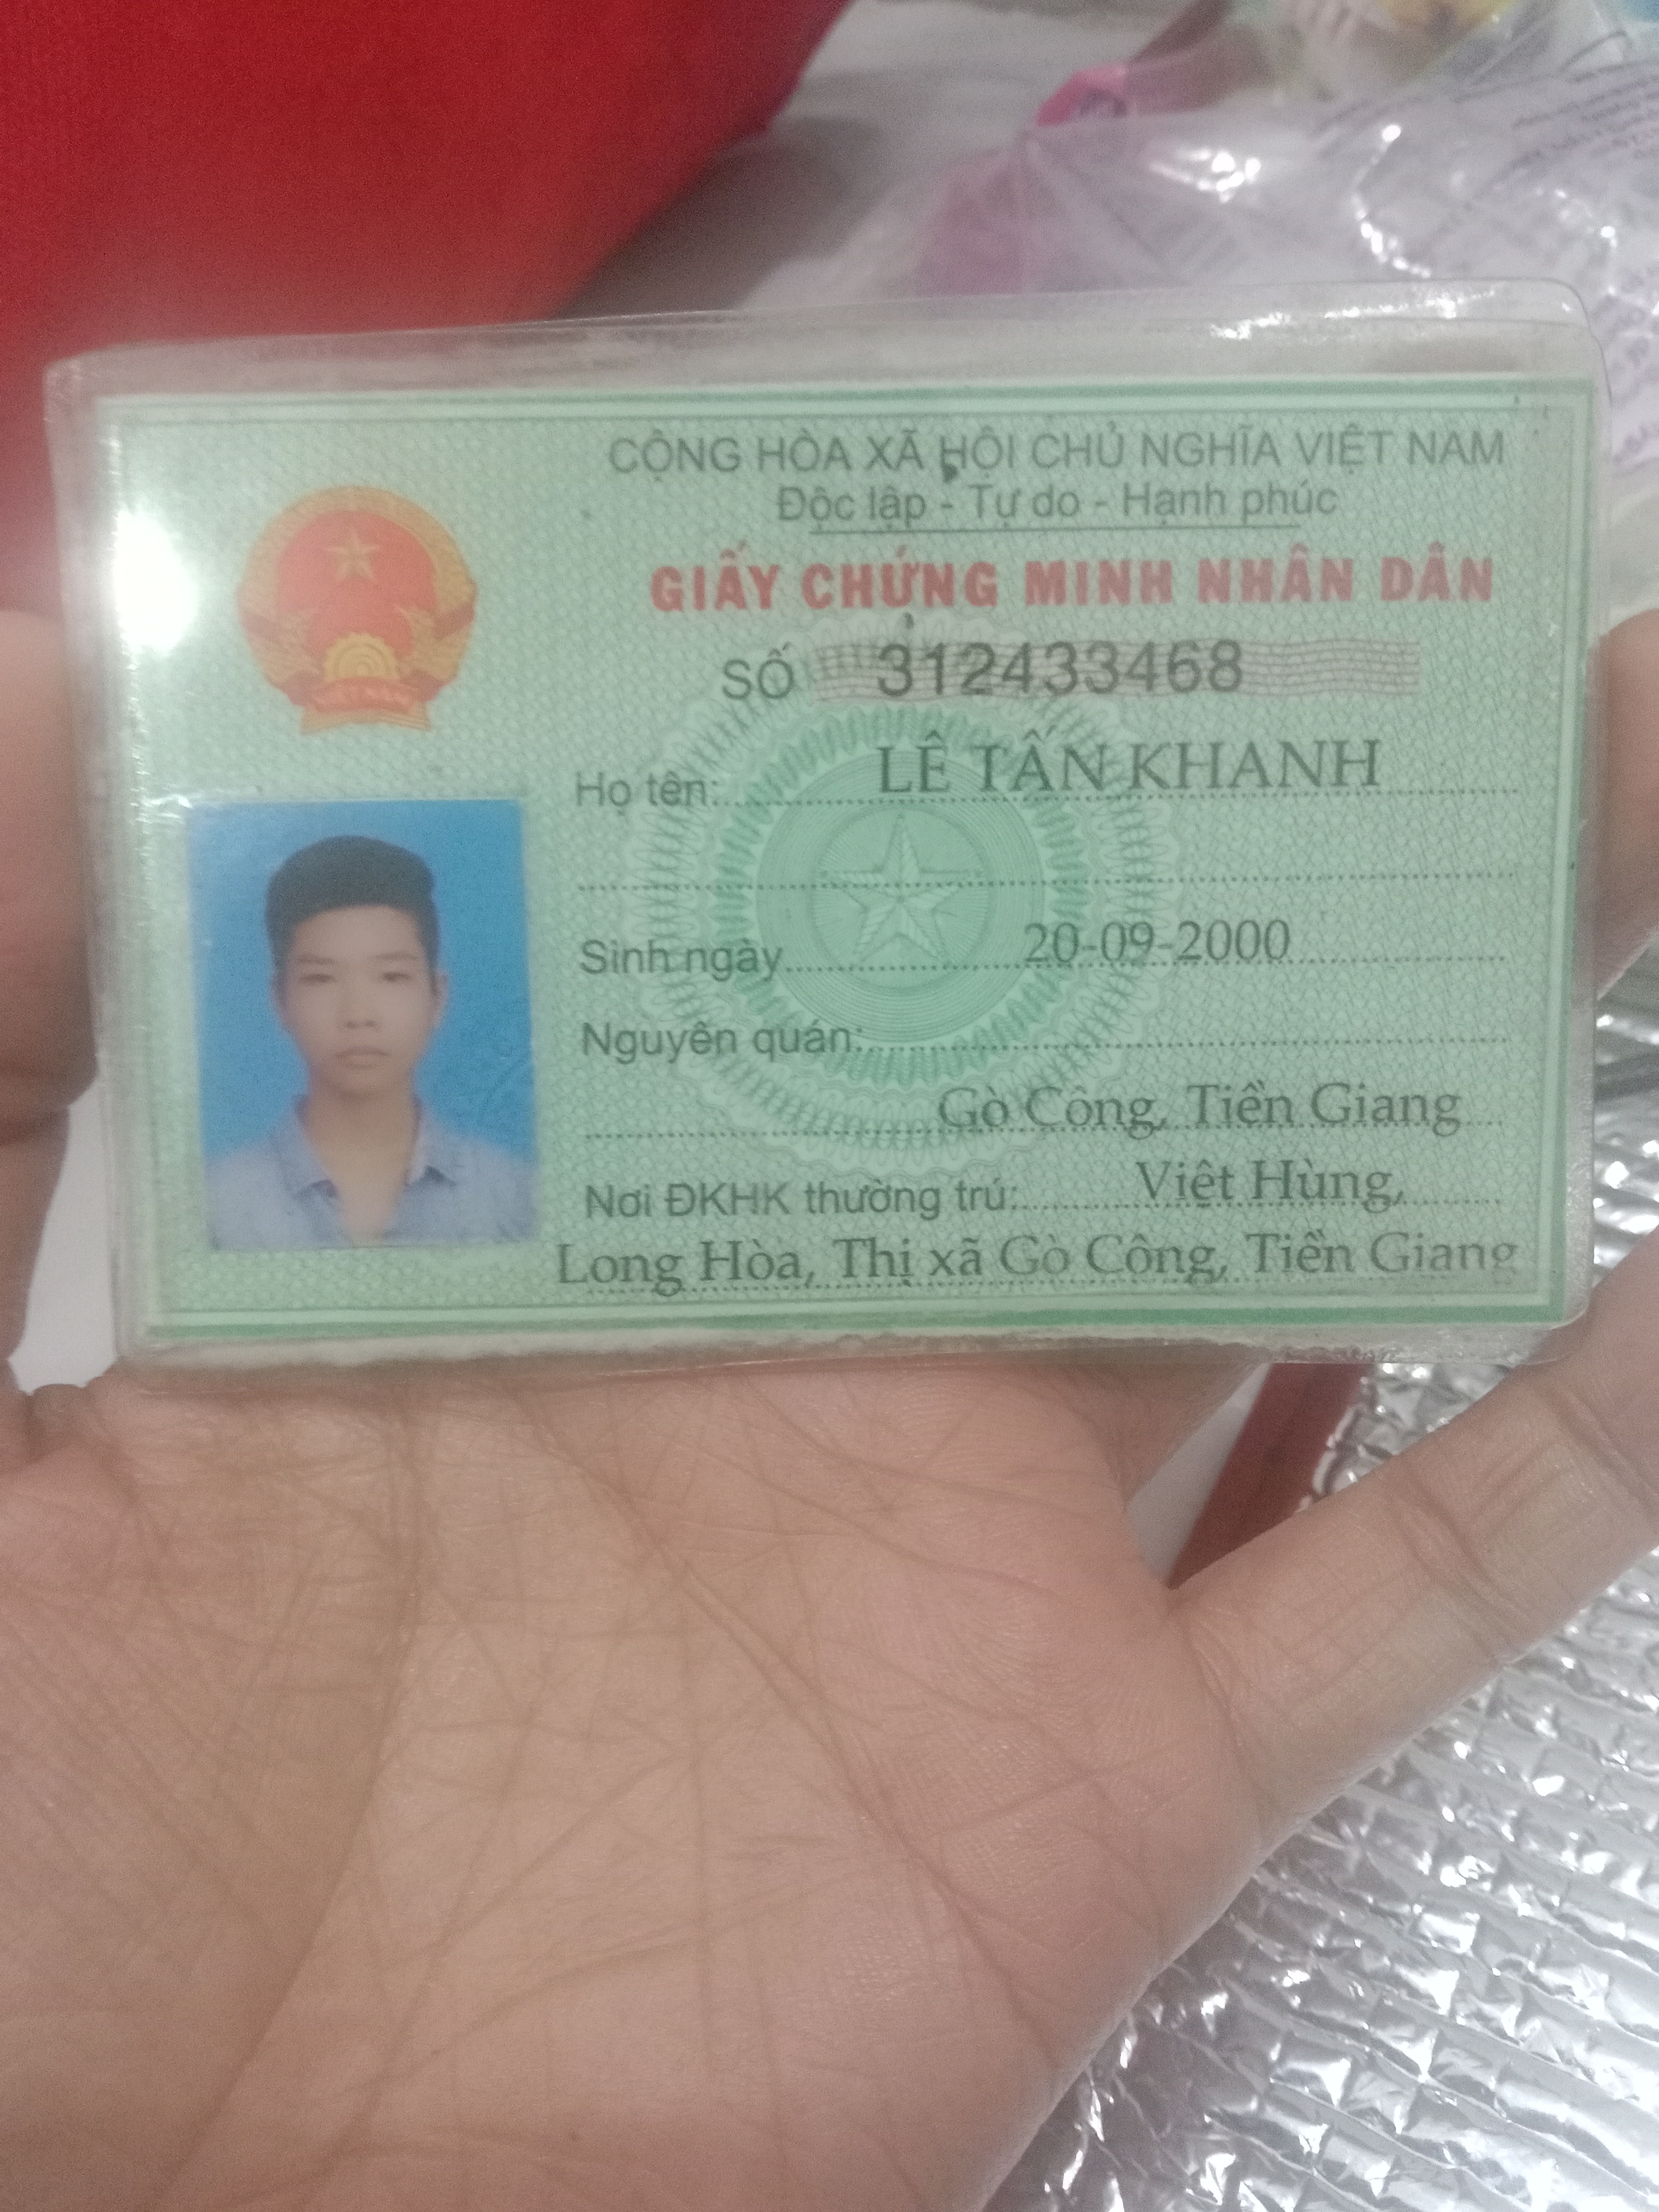 CỘNG HÒA XÃ HỘI CHỦ NGHĨA VIỆT NAM
Độc lập - Tự do - Hạnh phúc
GIẤY CHỨNG MINH NHÂN DÂN
SỐ 312433468
Họ tên: LÊ TẤN KHANH
Sinh ngày 20-09-2000
Nguyên quán:
Gò Công, Tiền Giang
Nơi ĐKHK thường trú: Việt Hùng,
Long Hòa, Thị xã Gò Công, Tiền Giang
VIỆT NAM